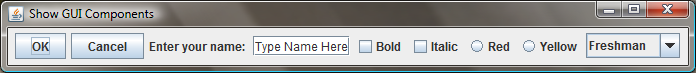 Show GUI Components
OK Cancel Enter your name: Type Name Here Bold Italic Red Yellow Freshman